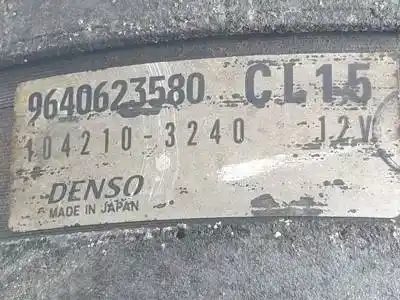 9640623580 CL15
104210-3240 12V
DENSO
MADE IN JAPAN